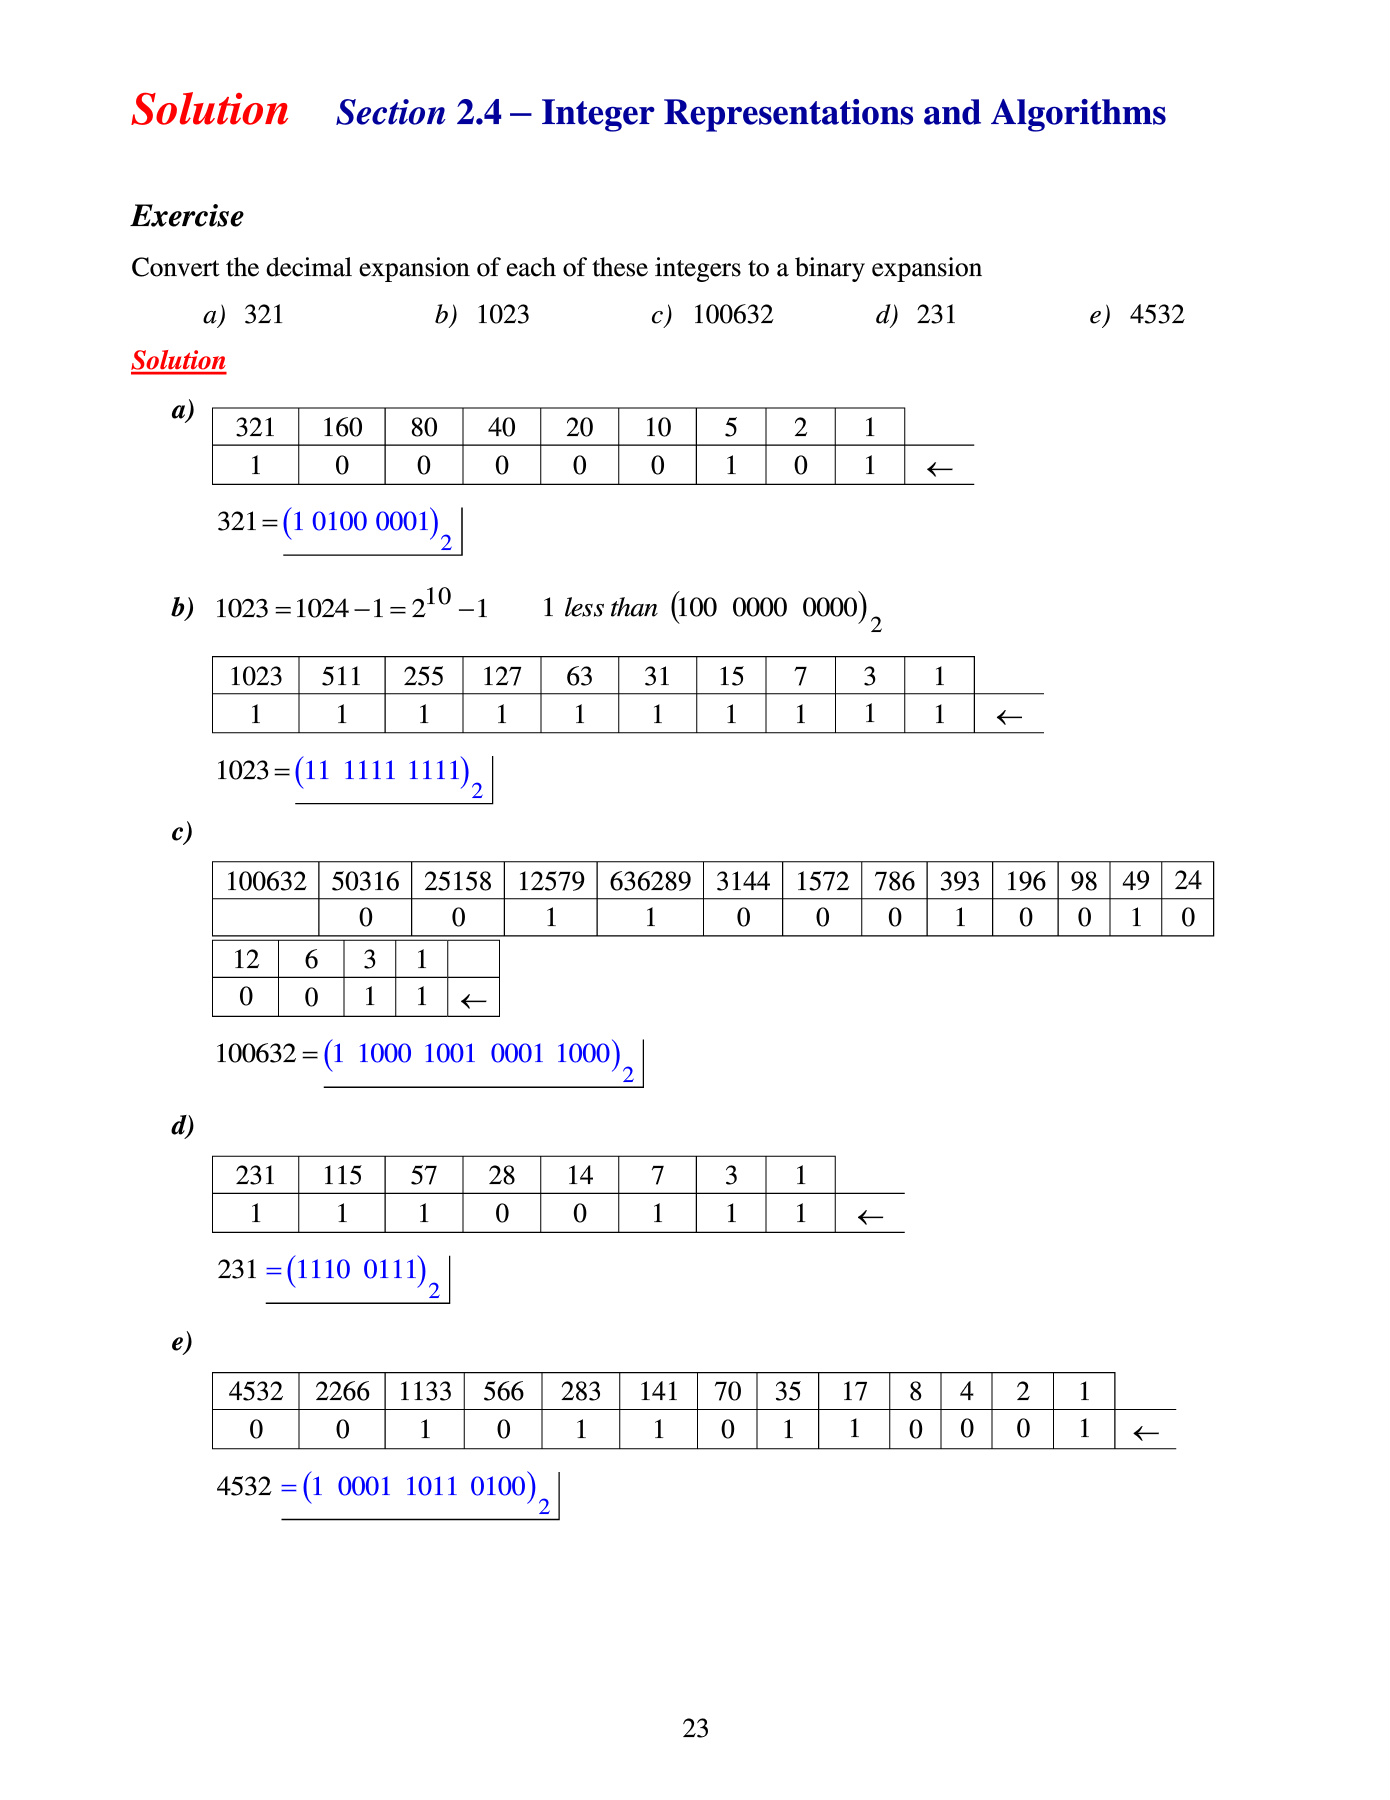 Solution Section 2.4 – Integer Representations and Algorithms
Exercise
Convert the decimal expansion of each of these integers to a binary expansion
a) 321 b) 1023 c) 100632 d) 231 e) 4532
Solution
a)
321 160 80 40 20 10 5 2 1
1 0 0 0 0 0 1 0 1 ←
321 = (1 0100 0001)₂
b) 1023 = 1024 − 1 = 2¹⁰ − 1 1 less than (100 0000 0000)₂
1023 511 255 127 63 31 15 7 3 1
1 1 1 1 1 1 1 1 1 1 ←
1023 = (11 1111 1111)₂
c)
100632 50316 25158 12579 636289 3144 1572 786 393 196 98 49 24
0 0 1 1 0 0 0 1 0 0 1 0
12 6 3 1
0 0 1 1 ←
100632 = (1 1000 1001 0001 1000)₂
d)
231 115 57 28 14 7 3 1
1 1 1 0 0 1 1 1 ←
231 = (1110 0111)₂
e)
4532 2266 1133 566 283 141 70 35 17 8 4 2 1
0 0 1 0 1 1 0 1 1 0 0 0 1 ←
4532 = (1 0001 1011 0100)₂
23